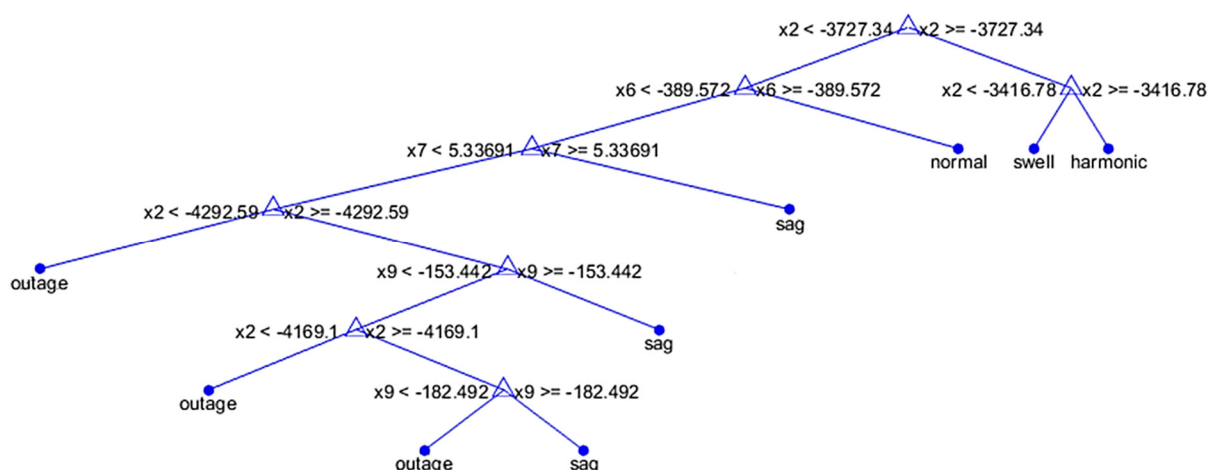 x2 < -3727.34 x2 >= -3727.34
x6 < -389.572 x6 >= -389.572 x2 < -3416.78 x2 >= -3416.78
x7 < 5.33691 x7 >= 5.33691 normal swell harmonic
x2 < -4292.59 x2 >= -4292.59 sag
outage x9 < -153.442 x9 >= -153.442
x2 < -4169.1 x2 >= -4169.1 sag
outage x9 < -182.492 x9 >= -182.492
outage sag